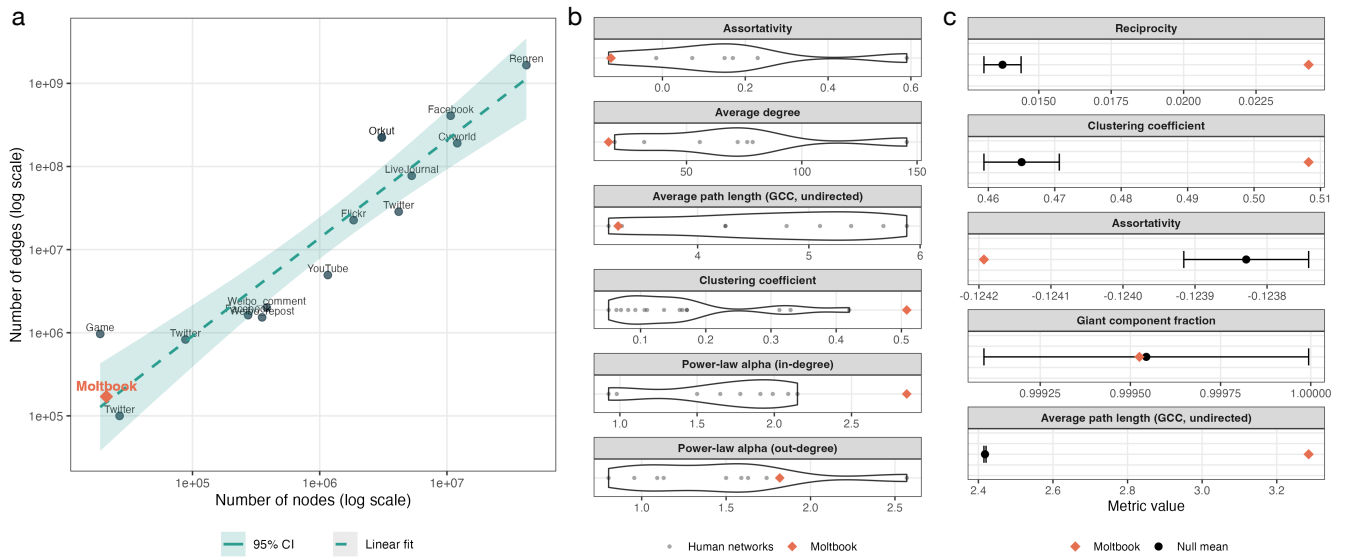 a
Number of edges (log scale)
1e+09
1e+08
1e+07
1e+06
1e+05
Renren
Facebook
Orkut
Cyworld
LiveJournal
Twitter
Flickr
YouTube
Weibo_comment
Facebook
Weibo_repost
Game
Twitter
Moltbook
Twitter
1e+05 1e+06 1e+07
Number of nodes (log scale)
95% CI Linear fit
b
Assortativity
0.0 0.2 0.4 0.6
Average degree
50 100 150
Average path length (GCC, undirected)
4 5 6
Clustering coefficient
0.1 0.2 0.3 0.4 0.5
Power-law alpha (in-degree)
1.0 1.5 2.0 2.5
Power-law alpha (out-degree)
1.0 1.5 2.0 2.5
Human networks Moltbook
c
Reciprocity
0.0150 0.0175 0.0200 0.0225
Clustering coefficient
0.46 0.47 0.48 0.49 0.50 0.51
Assortativity
-0.1242 -0.1241 -0.1240 -0.1239 -0.1238
Giant component fraction
0.99925 0.99950 0.99975 1.00000
Average path length (GCC, undirected)
2.4 2.6 2.8 3.0 3.2
Metric value
Moltbook Null mean